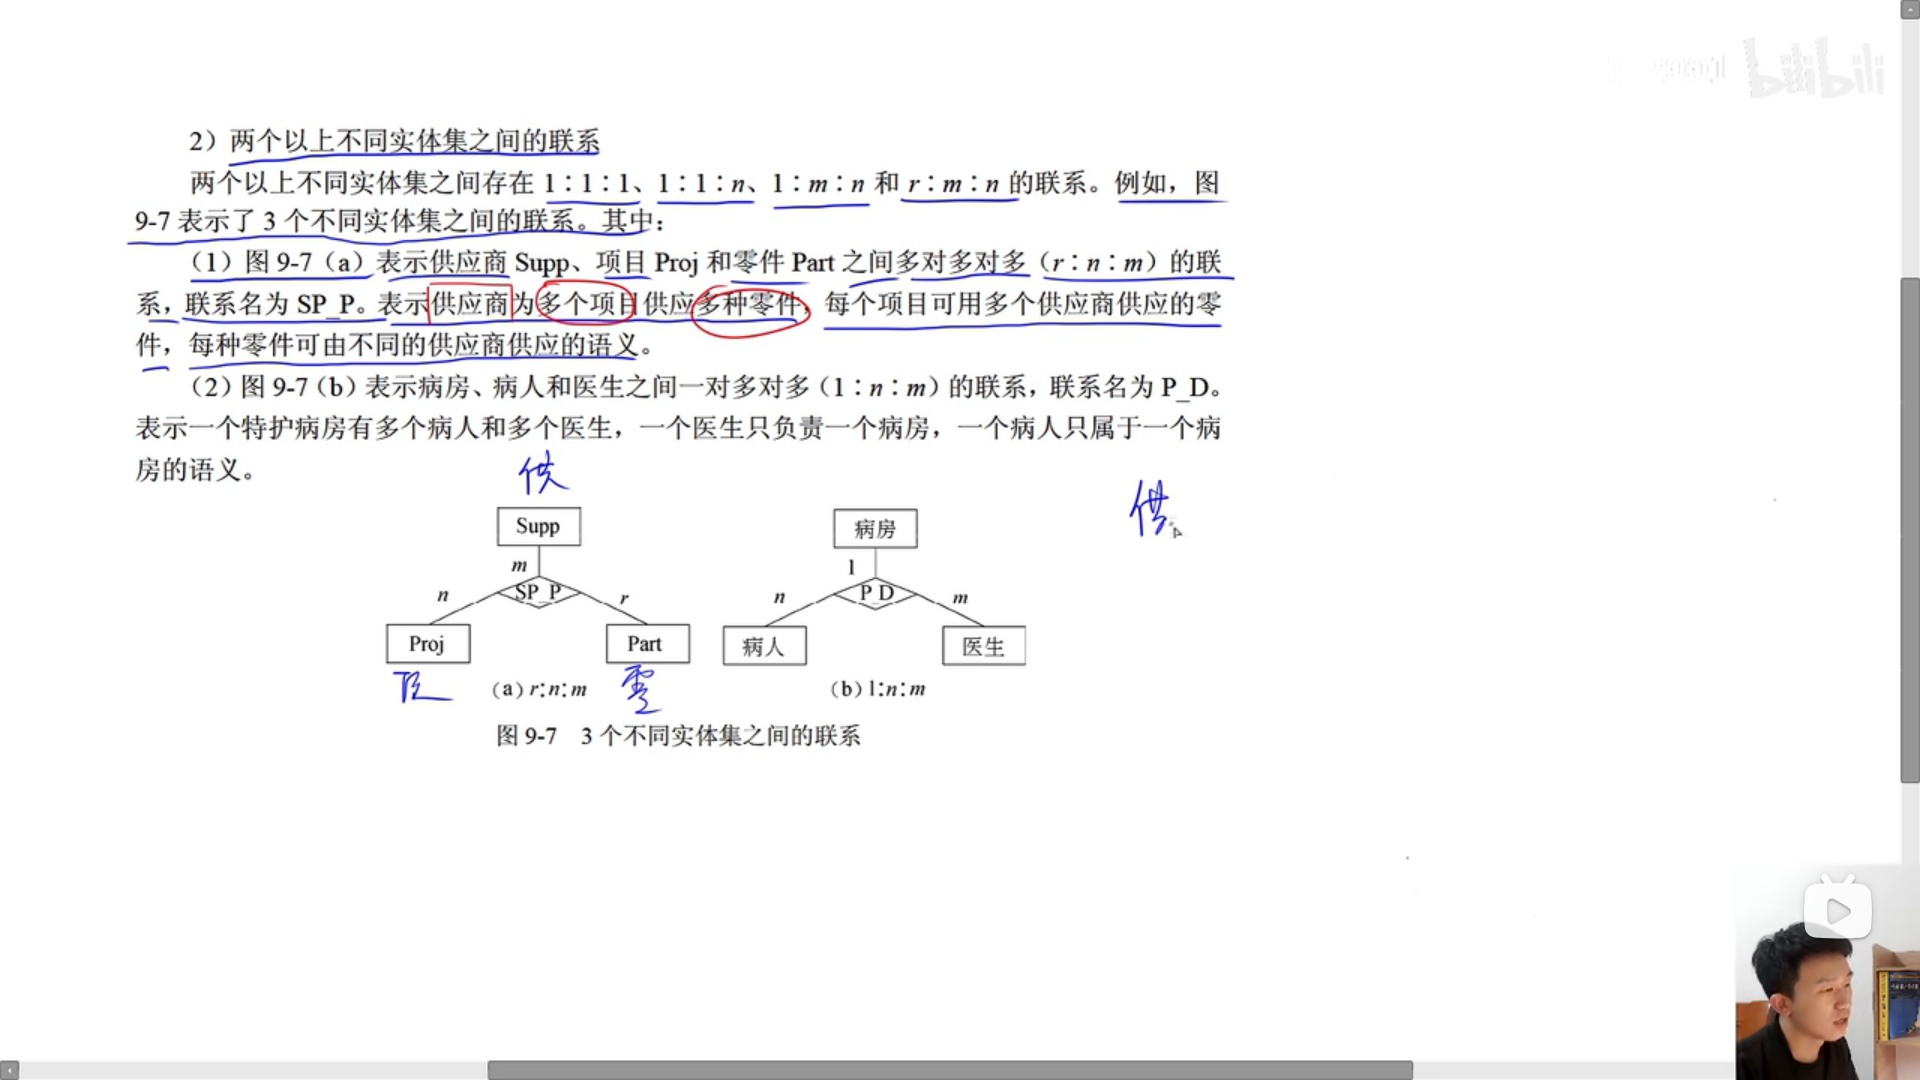 bilibili
2）两个以上不同实体集之间的联系
两个以上不同实体集之间存在 1∶1∶1、1∶1∶n、1∶m∶n 和 r∶m∶n 的联系。例如，图
9-7 表示了 3 个不同实体集之间的联系。其中：
（1）图 9-7（a）表示供应商 Supp、项目 Proj 和零件 Part 之间多对多对多（r∶n∶m）的联
系，联系名为 SP_P。表示供应商为多个项目供应多种零件，每个项目可用多个供应商供应的零
件，每种零件可由不同的供应商供应的语义。
（2）图 9-7（b）表示病房、病人和医生之间一对多对多（1∶n∶m）的联系，联系名为 P_D。
表示一个特护病房有多个病人和多个医生，一个医生只负责一个病房，一个病人只属于一个病
房的语义。
供
供
Supp
病房
m
1
SP_P
P_D
n
r
n
m
Proj
Part
病人
医生
零
（a）r∶n∶m
（b）1∶n∶m
图 9-7 3 个不同实体集之间的联系